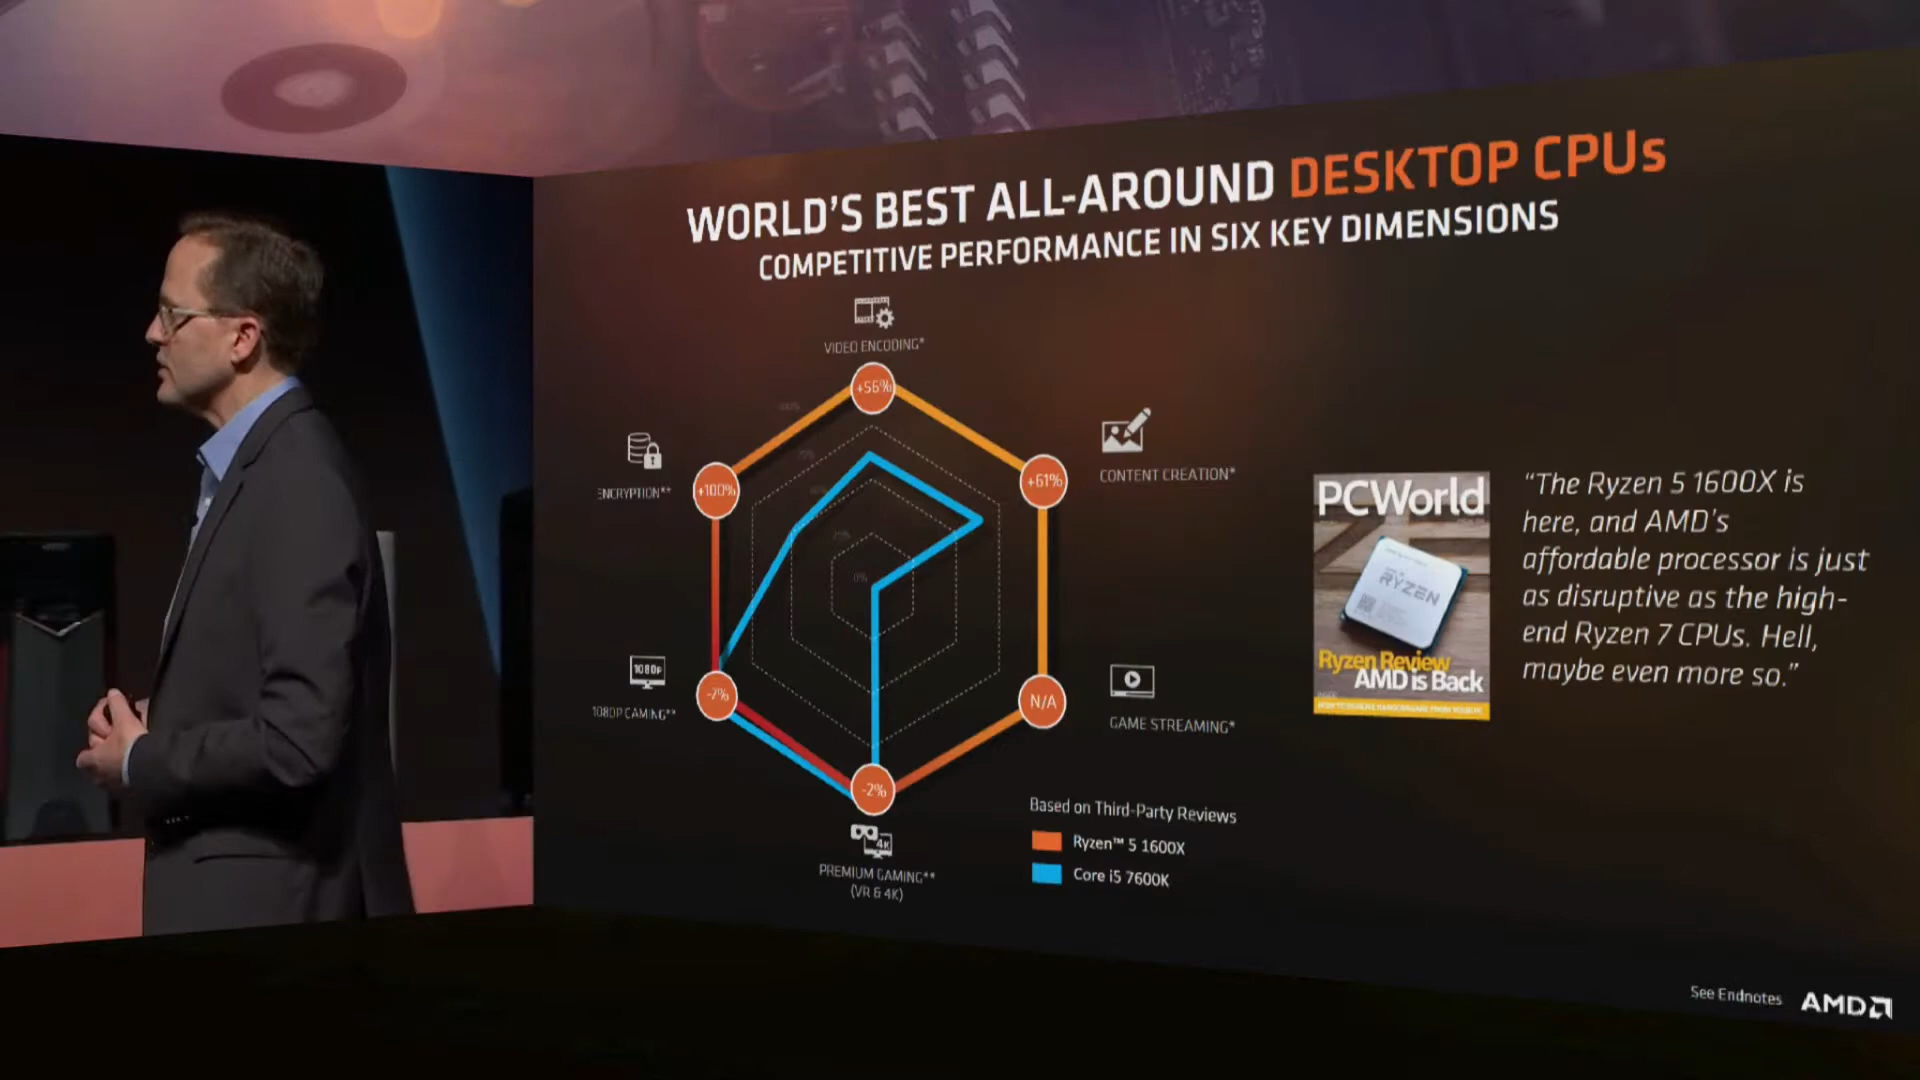 WORLD'S BEST ALL-AROUND DESKTOP CPUs
COMPETITIVE PERFORMANCE IN SIX KEY DIMENSIONS
VIDEO ENCODING*
+56%
CONTENT CREATION*
+61%
ENCRYPTION**
+100%
25%
0%
1080P
1080P GAMING**
-7%
N/A
GAME STREAMING*
-2%
4K
PREMIUM GAMING**
(VR & 4K)
Based on Third-Party Reviews
Ryzen™ 5 1600X
Core i5 7600K
PCWorld
RYZEN
Ryzen Review
AMD is Back
"The Ryzen 5 1600X is
here, and AMD's
affordable processor is just
as disruptive as the high-
end Ryzen 7 CPUs. Hell,
maybe even more so."
See Endnotes
AMD